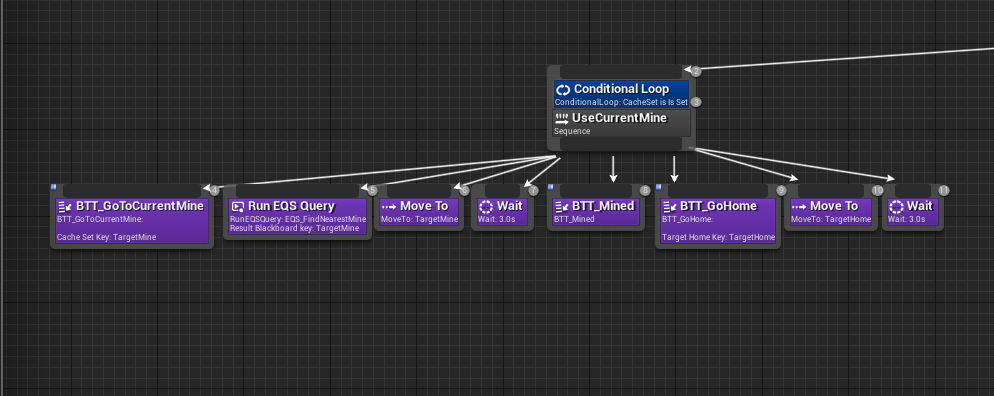 2
Conditional Loop
ConditionalLoop: CacheSet is Is Set
3
UseCurrentMine
Sequence
4
BTT_GoToCurrentMine
BTT_GoToCurrentMine:
Cache Set Key: TargetMine
5
Run EQS Query
RunEQSQuery: EQS_FindNearestMine
Result Blackboard key: TargetMine
6
Move To
MoveTo: TargetMine
7
Wait
Wait: 3.0s
8
BTT_Mined
BTT_Mined
9
BTT_GoHome
BTT_GoHome:
Target Home Key: TargetHome
10
Move To
MoveTo: TargetHome
11
Wait
Wait: 3.0s